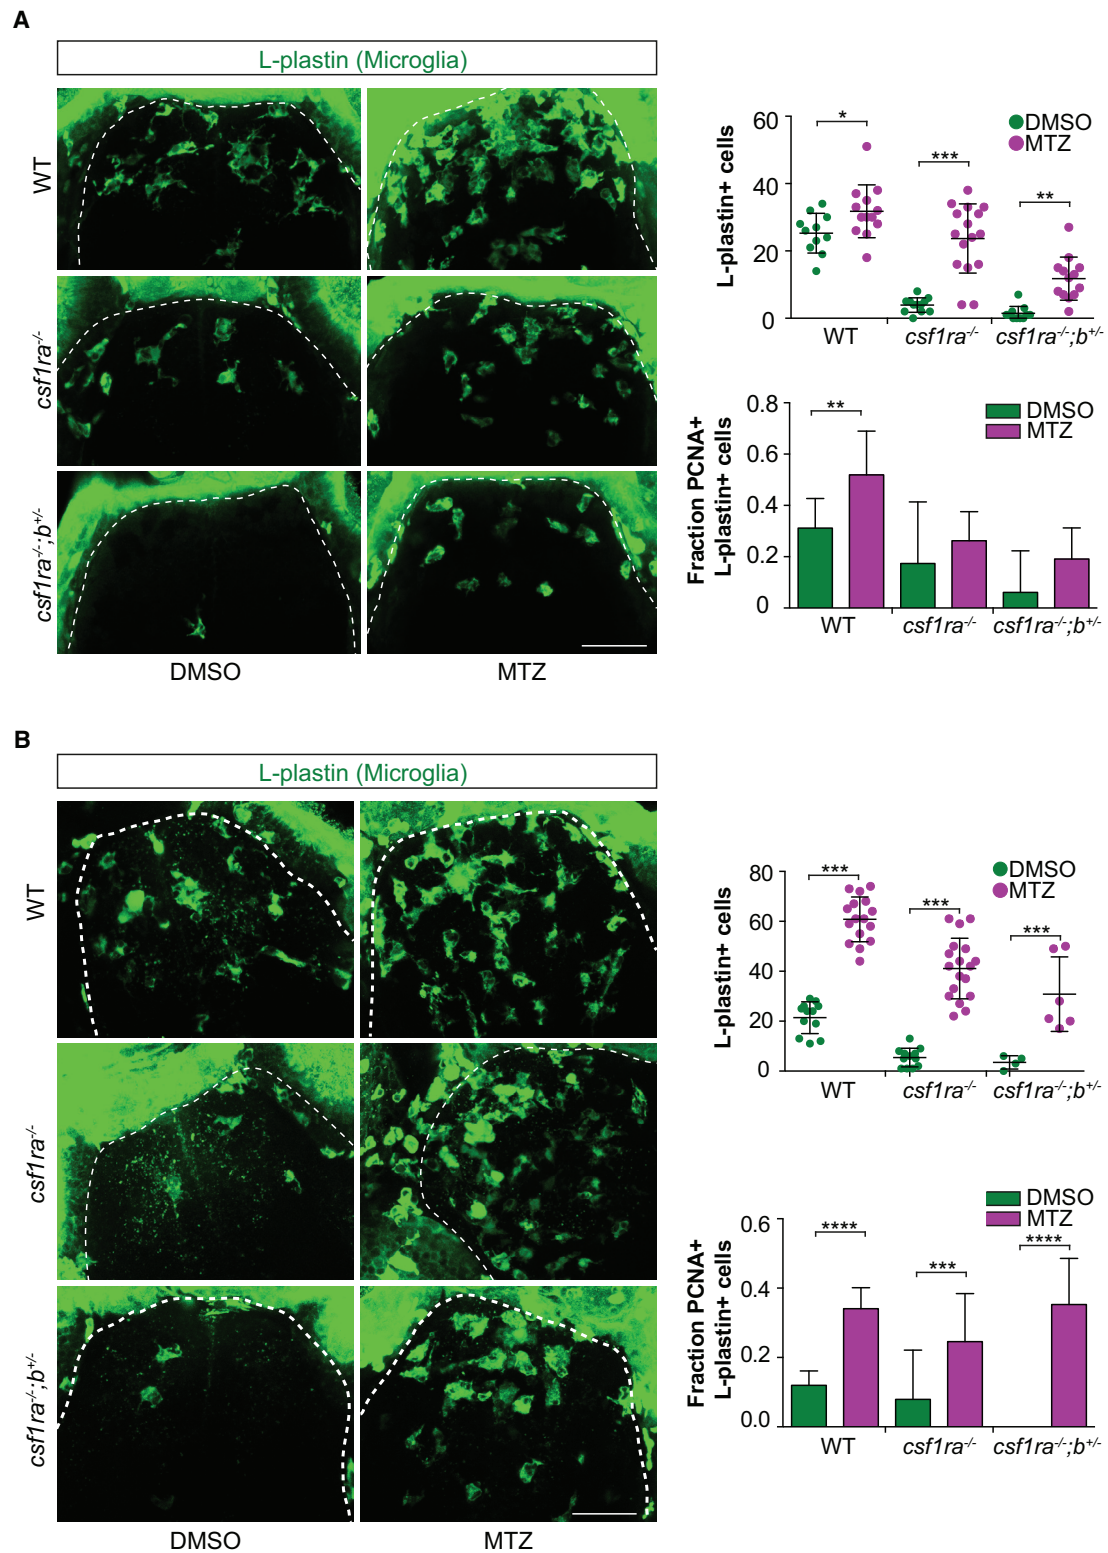 A
L-plastin (Microglia)
WT
csf1ra-/-
csf1ra-/-;b+/-
DMSO
MTZ
L-plastin+ cells
60
40
20
0
*
***
**
DMSO
MTZ
WT
csf1ra-/-
csf1ra-/-;b+/-
Fraction PCNA+
L-plastin+ cells
0.8
0.6
0.4
0.2
0
**
DMSO
MTZ
WT
csf1ra-/-
csf1ra-/-;b+/-
B
L-plastin (Microglia)
WT
csf1ra-/-
csf1ra-/-;b+/-
DMSO
MTZ
L-plastin+ cells
80
60
40
20
0
***
***
***
DMSO
MTZ
WT
csf1ra-/-
csf1ra-/-;b+/-
Fraction PCNA+
L-plastin+ cells
0.6
0.4
0.2
0.0
****
***
****
DMSO
MTZ
WT
csf1ra-/-
csf1ra-/-;b+/-